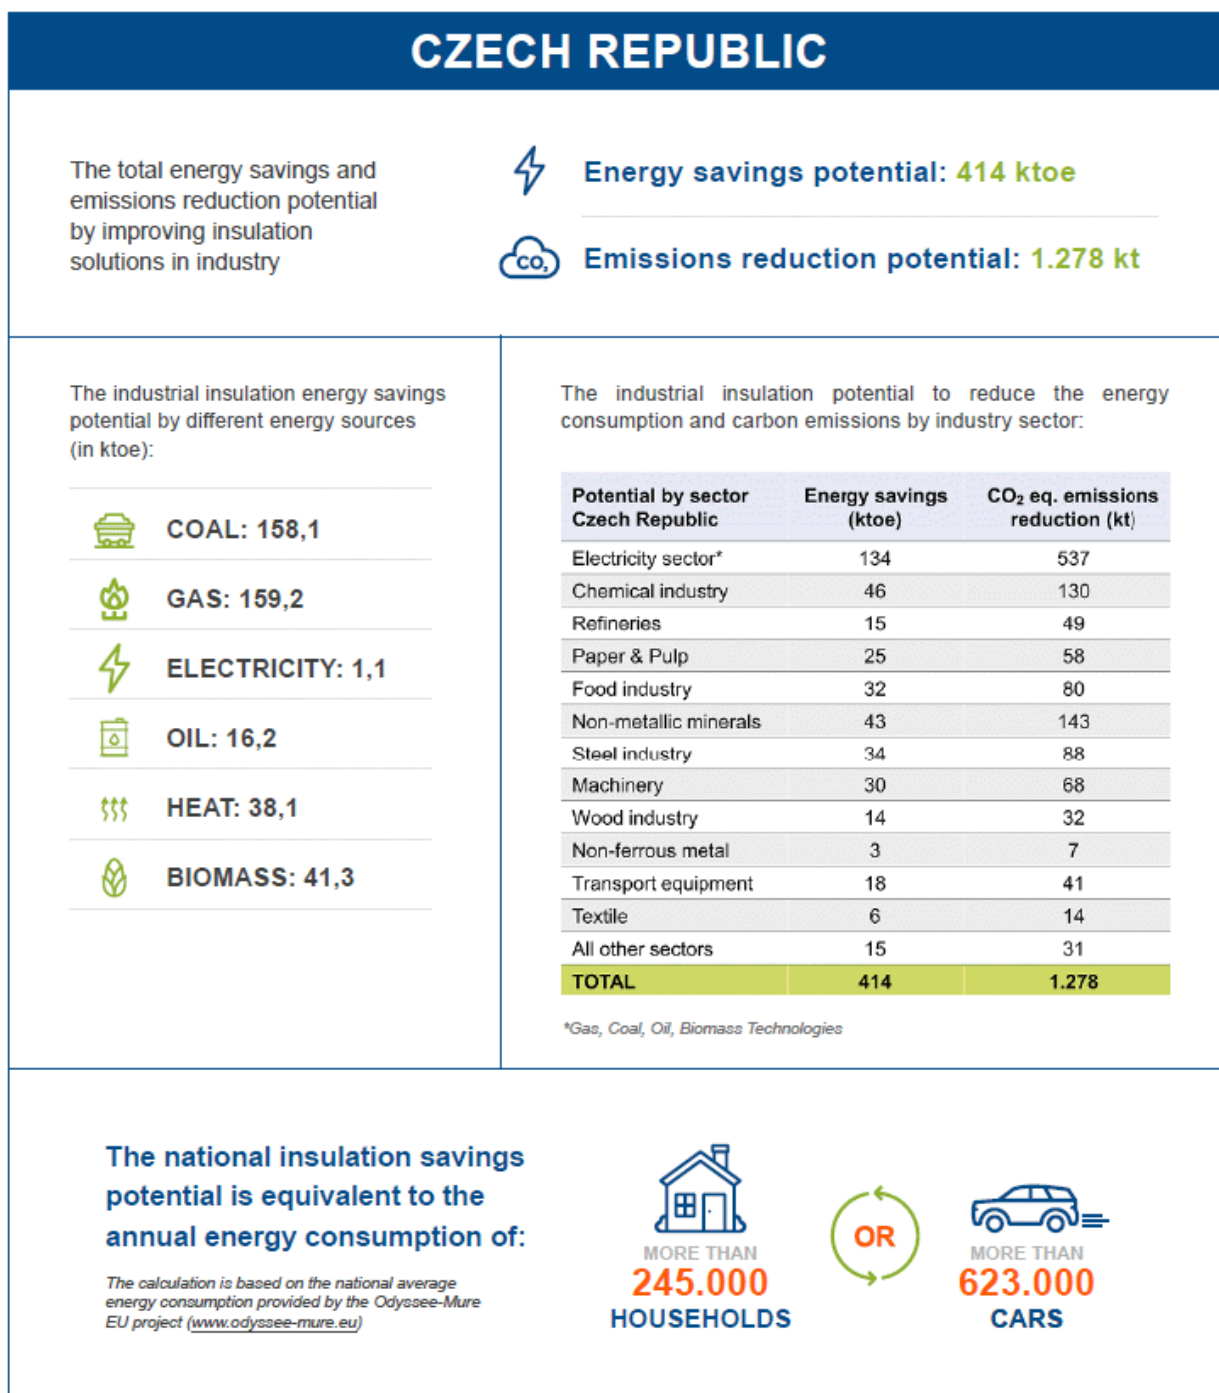 CZECH REPUBLIC
The total energy savings and
emissions reduction potential
by improving insulation
solutions in industry
Energy savings potential: 414 ktoe
CO₂
Emissions reduction potential: 1.278 kt
The industrial insulation energy savings
potential by different energy sources
(in ktoe):
COAL: 158,1
GAS: 159,2
ELECTRICITY: 1,1
OIL: 16,2
HEAT: 38,1
BIOMASS: 41,3
The industrial insulation potential to reduce the energy
consumption and carbon emissions by industry sector:
Potential by sector Energy savings CO₂ eq. emissions
Czech Republic (ktoe) reduction (kt)
Electricity sector* 134 537
Chemical industry 46 130
Refineries 15 49
Paper & Pulp 25 58
Food industry 32 80
Non-metallic minerals 43 143
Steel industry 34 88
Machinery 30 68
Wood industry 14 32
Non-ferrous metal 3 7
Transport equipment 18 41
Textile 6 14
All other sectors 15 31
TOTAL 414 1.278
*Gas, Coal, Oil, Biomass Technologies
The national insulation savings
potential is equivalent to the
annual energy consumption of:
The calculation is based on the national average
energy consumption provided by the Odyssee-Mure
EU project (www.odyssee-mure.eu)
MORE THAN
245.000
HOUSEHOLDS
OR
MORE THAN
623.000
CARS